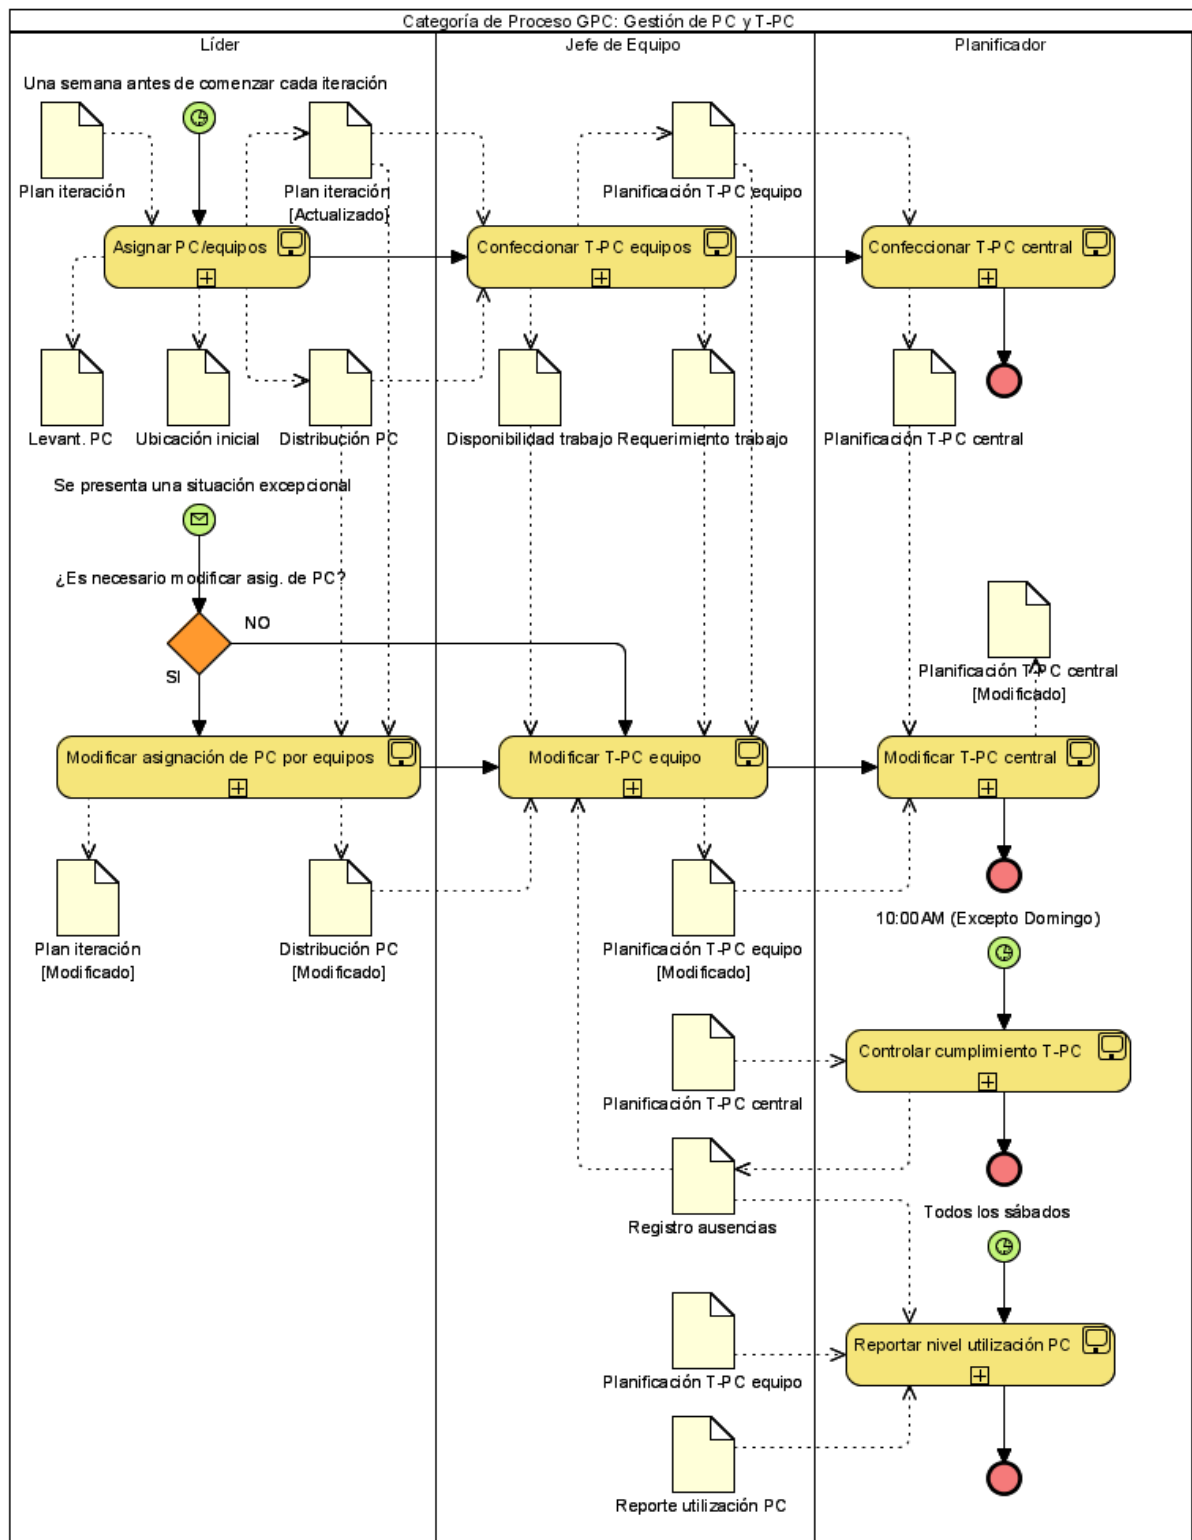 Categoría de Proceso GPC: Gestión de PC y T-PC
Líder
Jefe de Equipo
Planificador
Una semana antes de comenzar cada iteración
Plan iteración
Plan iteración
[Actualizado]
Planificación T-PC equipo
Asignar PC/equipos
Confeccionar T-PC equipos
Confeccionar T-PC central
Levant. PC
Ubicación inicial
Distribución PC
Disponibilidad trabajo
Requerimiento trabajo
Planificación T-PC central
Se presenta una situación excepcional
¿Es necesario modificar asig. de PC?
NO
SI
Planificación T-PC central
[Modificado]
Modificar asignación de PC por equipos
Modificar T-PC equipo
Modificar T-PC central
Plan iteración
[Modificado]
Distribución PC
[Modificado]
Planificación T-PC equipo
[Modificado]
10:00AM (Excepto Domingo)
Controlar cumplimiento T-PC
Planificación T-PC central
Registro ausencias
Todos los sábados
Reportar nivel utilización PC
Planificación T-PC equipo
Reporte utilización PC